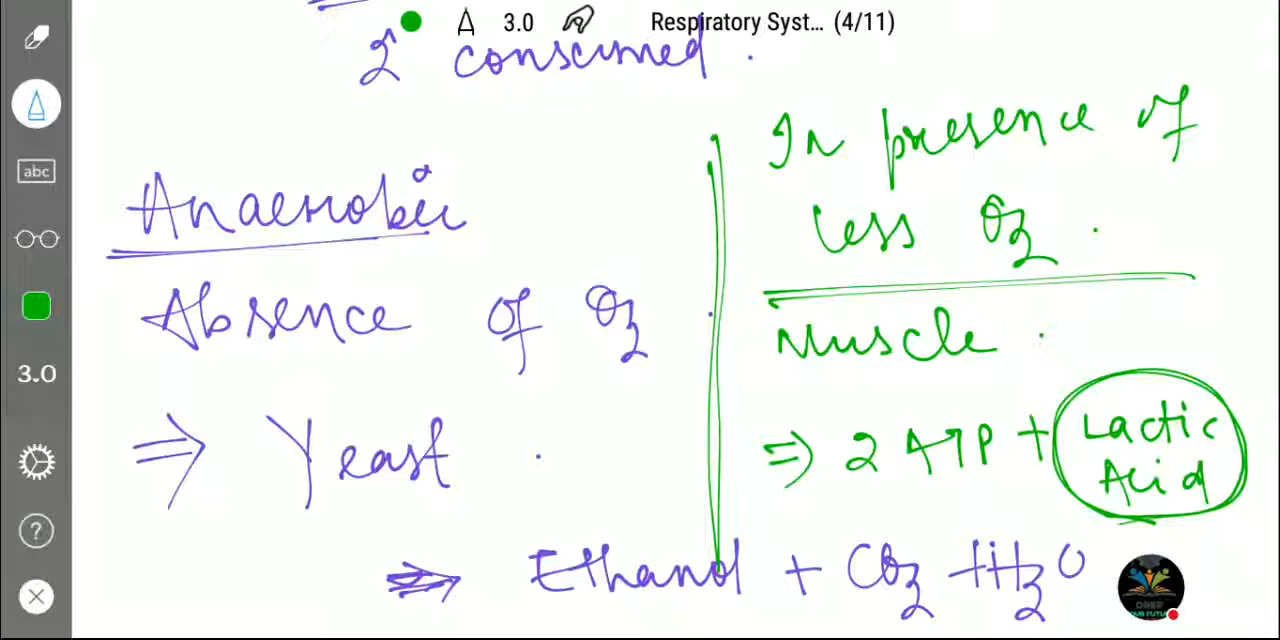 3.0
Respiratory Syst... (4/11)
2 consumed.
abc
3.0
Anaerobic
Absence of O2
⇒ Yeast
In presence of
less O2.
Muscle
⇒ 2 ATP + Lactic
Acid
⇒ Ethanol + CO2 + H2O